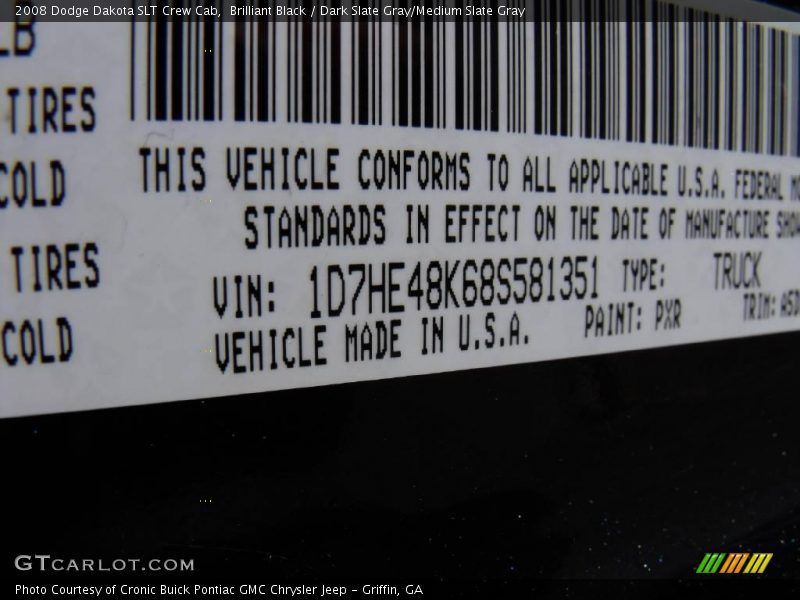 2008 Dodge Dakota SLT Crew Cab, Brilliant Black / Dark Slate Gray/Medium Slate Gray
LB
TIRES
COLD
TIRES
COLD
THIS VEHICLE CONFORMS TO ALL APPLICABLE U.S.A. FEDERAL
STANDARDS IN EFFECT ON THE DATE OF MANUFACTURE
VIN: 1D7HE48K68S581351 TYPE: TRUCK
VEHICLE MADE IN U.S.A. PAINT: PXR TRIM: ASD
GTCARLOT.COM
Photo Courtesy of Cronic Buick Pontiac GMC Chrysler Jeep - Griffin, GA